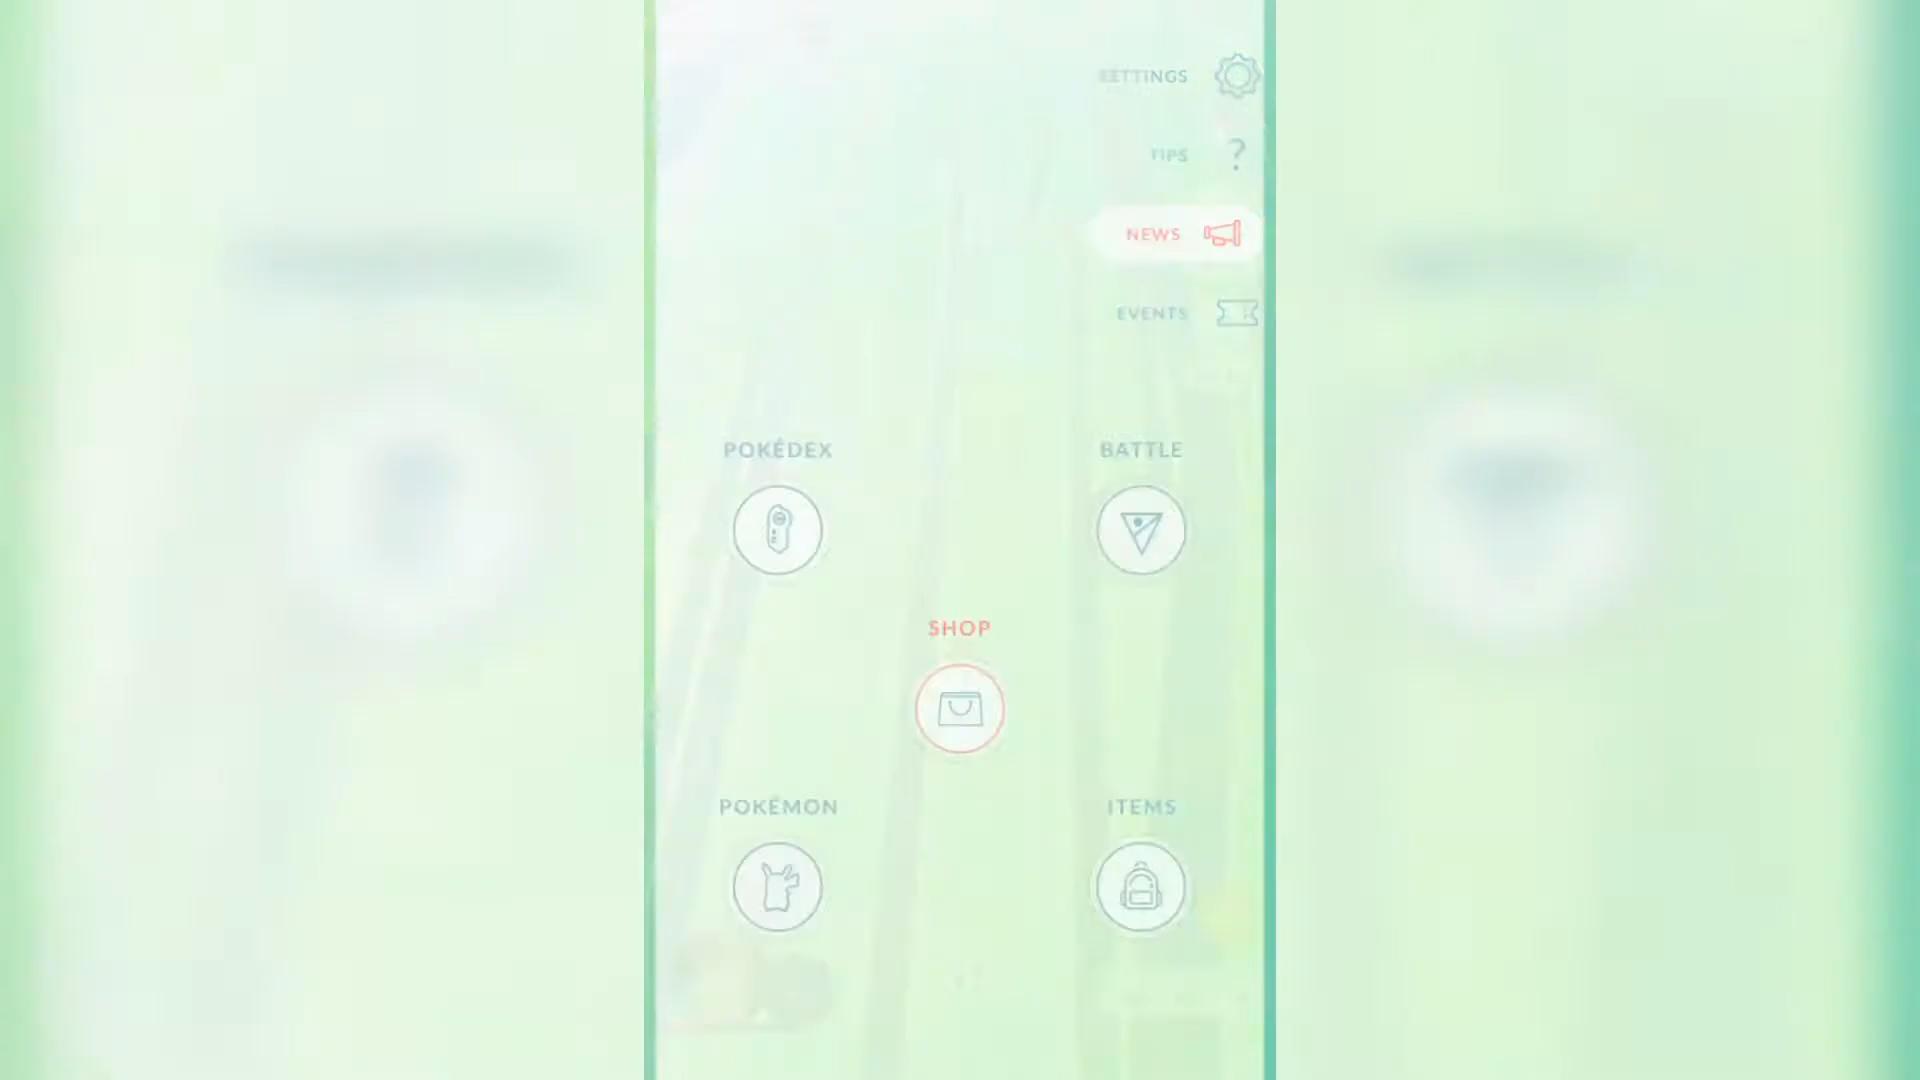 SETTINGS
TIPS
?
NEWS
EVENTS
POKÉDEX
BATTLE
SHOP
POKÉMON
ITEMS